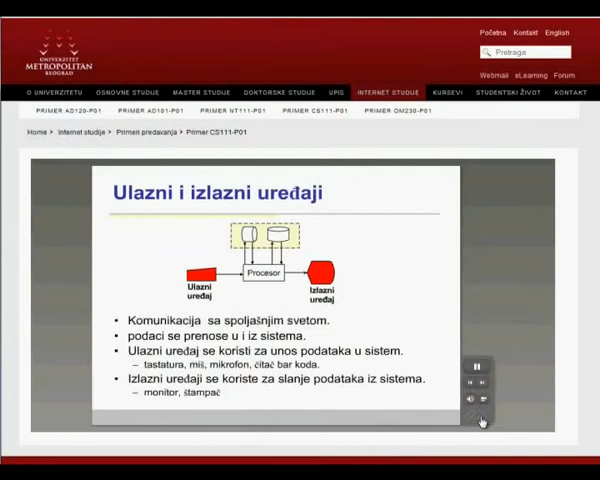 Početna Kontakt English
UNIVERZITET
METROPOLITAN
BEOGRAD
Pretraga
Webmail eLearning Forum
O UNIVERZITETU OSNOVNE STUDIJE MASTER STUDIJE DOKTORSKE STUDIJE UPIS INTERNET STUDIJE KURSEVI STUDENTSKI ŽIVOT KONTAKT
PRIMER AD120-P01 PRIMER AD101-P01 PRIMER NT111-P01 PRIMER CS111-P01 PRIMER OM230-P01
Home > Internet studije > Primeri predavanja > Primer CS111-P01
Ulazni i izlazni uređaji
Procesor
Ulazni
uređaj
Izlazni
uređaj
• Komunikacija sa spoljašnjim svetom.
• podaci se prenose u i iz sistema.
• Ulazni uređaj se koristi za unos podataka u sistem.
– tastatura, miš, mikrofon, čitač bar koda.
• Izlazni uređaji se koriste za slanje podataka iz sistema.
– monitor, štampač